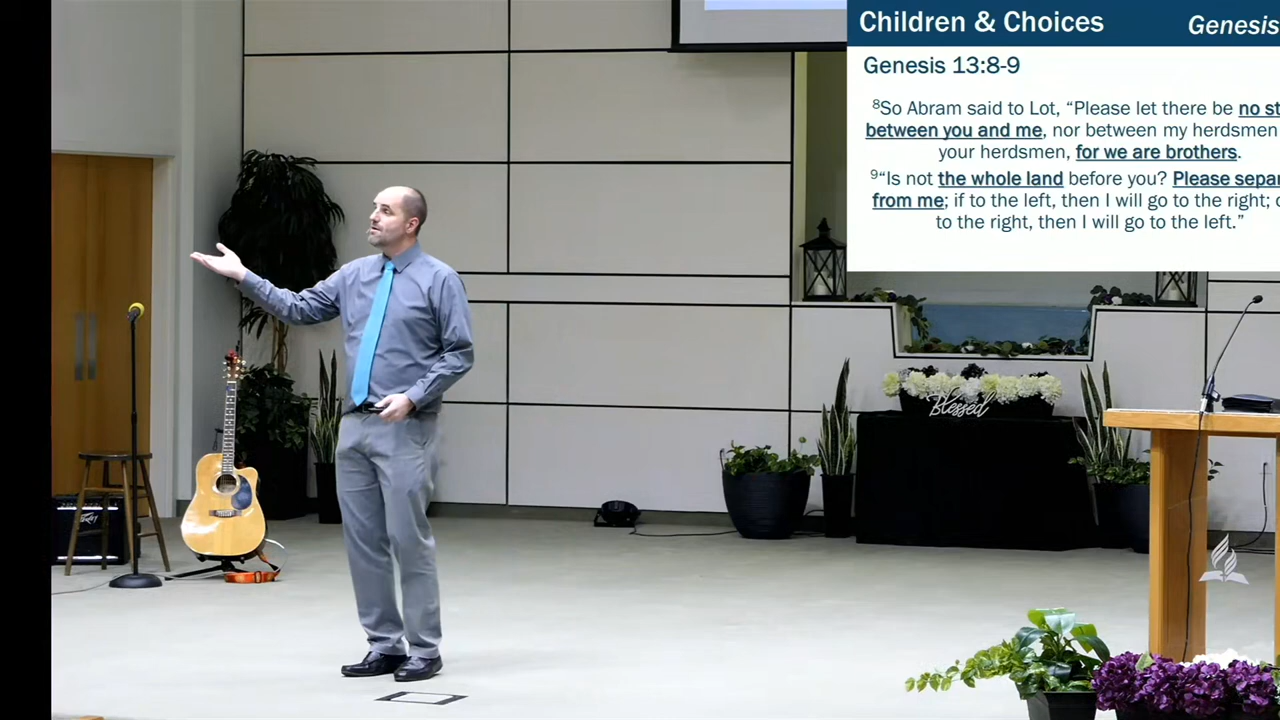 Children & Choices
Genesis
Genesis 13:8-9
8So Abram said to Lot, “Please let there be no
between you and me, nor between my herdsmen
your herdsmen, for we are brothers.
9“Is not the whole land before you? Please
from me; if to the left, then I will go to the right;
to the right, then I will go to the left.”
Blessed
PEAVEY